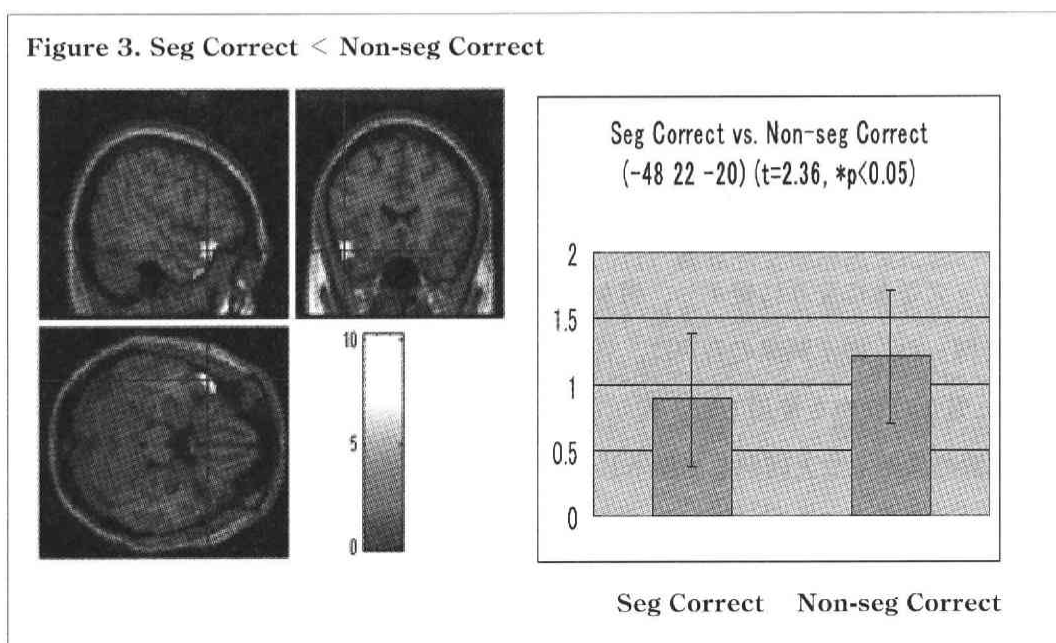 Figure 3. Seg Correct < Non-seg Correct
Seg Correct vs. Non-seg Correct
(-48 22 -20) (t=2.36, *p<0.05)
10
5
0
2
1.5
1
0.5
0
Seg Correct Non-seg Correct